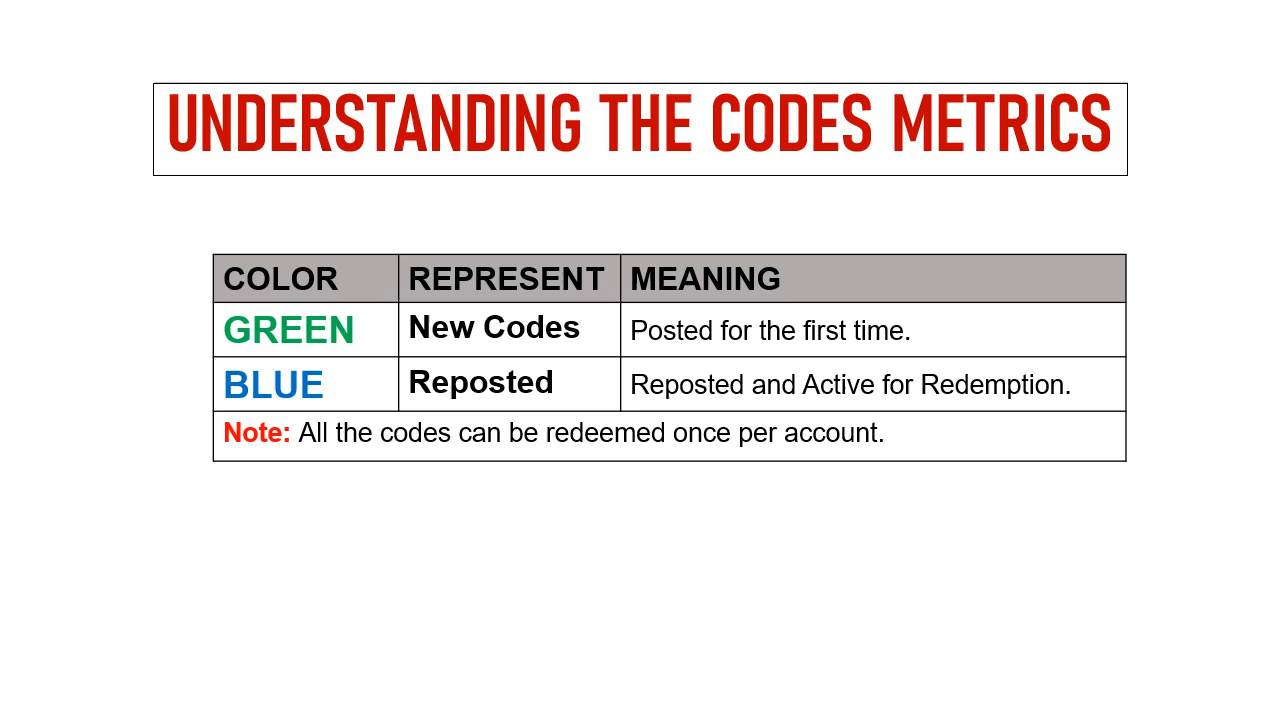 UNDERSTANDING THE CODES METRICS
COLOR REPRESENT MEANING
GREEN New Codes Posted for the first time.
BLUE Reposted Reposted and Active for Redemption.
Note: All the codes can be redeemed once per account.